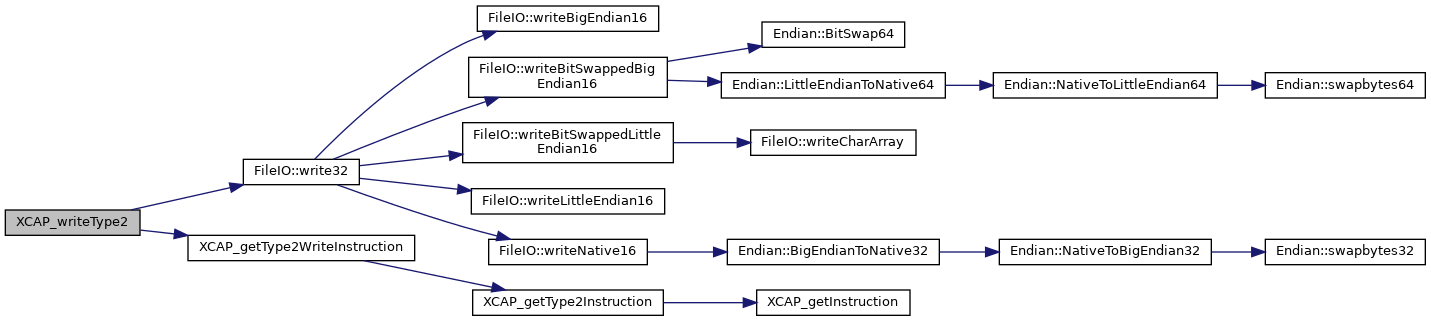 FileIO::writeBigEndian16
Endian::BitSwap64
FileIO::writeBitSwappedBig
Endian16
Endian::LittleEndianToNative64
Endian::NativeToLittleEndian64
Endian::swapbytes64
FileIO::writeBitSwappedLittle
Endian16
FileIO::writeCharArray
FileIO::write32
FileIO::writeLittleEndian16
XCAP_writeType2
XCAP_getType2WriteInstruction
FileIO::writeNative16
Endian::BigEndianToNative32
Endian::NativeToBigEndian32
Endian::swapbytes32
XCAP_getType2Instruction
XCAP_getInstruction